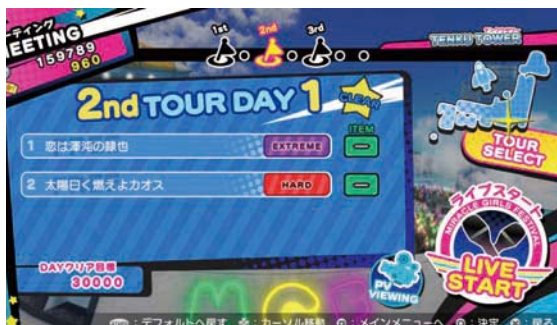 ーティング
MEETING
159789
960
1st
2nd
3rd
TENKU TOWER
2nd TOUR DAY 1
CLEAR
ITEM
1 恋は渾沌の隷也 EXTREME
2 太陽曰く燃えよカオス HARD
TOUR SELECT
ライブスタート
MIRACLE GIRLS FESTIVAL
LIVE START
DAYクリア目標
30000
PV VIEWING
:デフォルトへ戻す :カーソル移動 :メインメニューへ :決定 :戻る